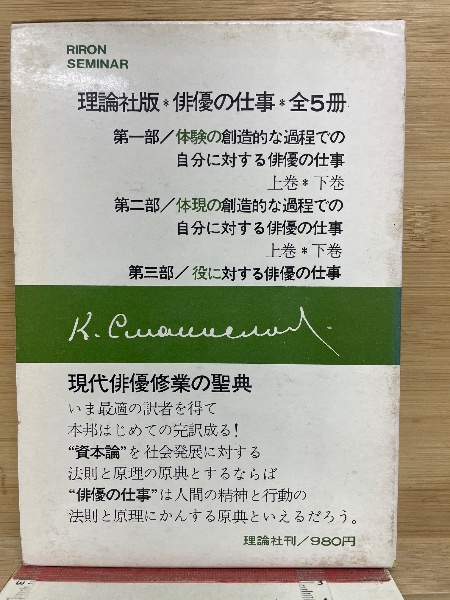 RIRON
SEMINAR
理論社版*俳優の仕事*全5冊
第一部/体験の創造的な過程での
自分に対する俳優の仕事
上巻*下巻
第二部/体現の創造的な過程での
自分に対する俳優の仕事
上巻*下巻
第三部/役に対する俳優の仕事
К. Станиславский.
現代俳優修業の聖典
いま最適の訳者を得て
本邦はじめての完訳成る!
“資本論”を社会発展に対する
法則と原理の原典とするならば
“俳優の仕事”は人間の精神と行動の
法則と原理にかんする原典といえるだろう。
理論社刊/980円